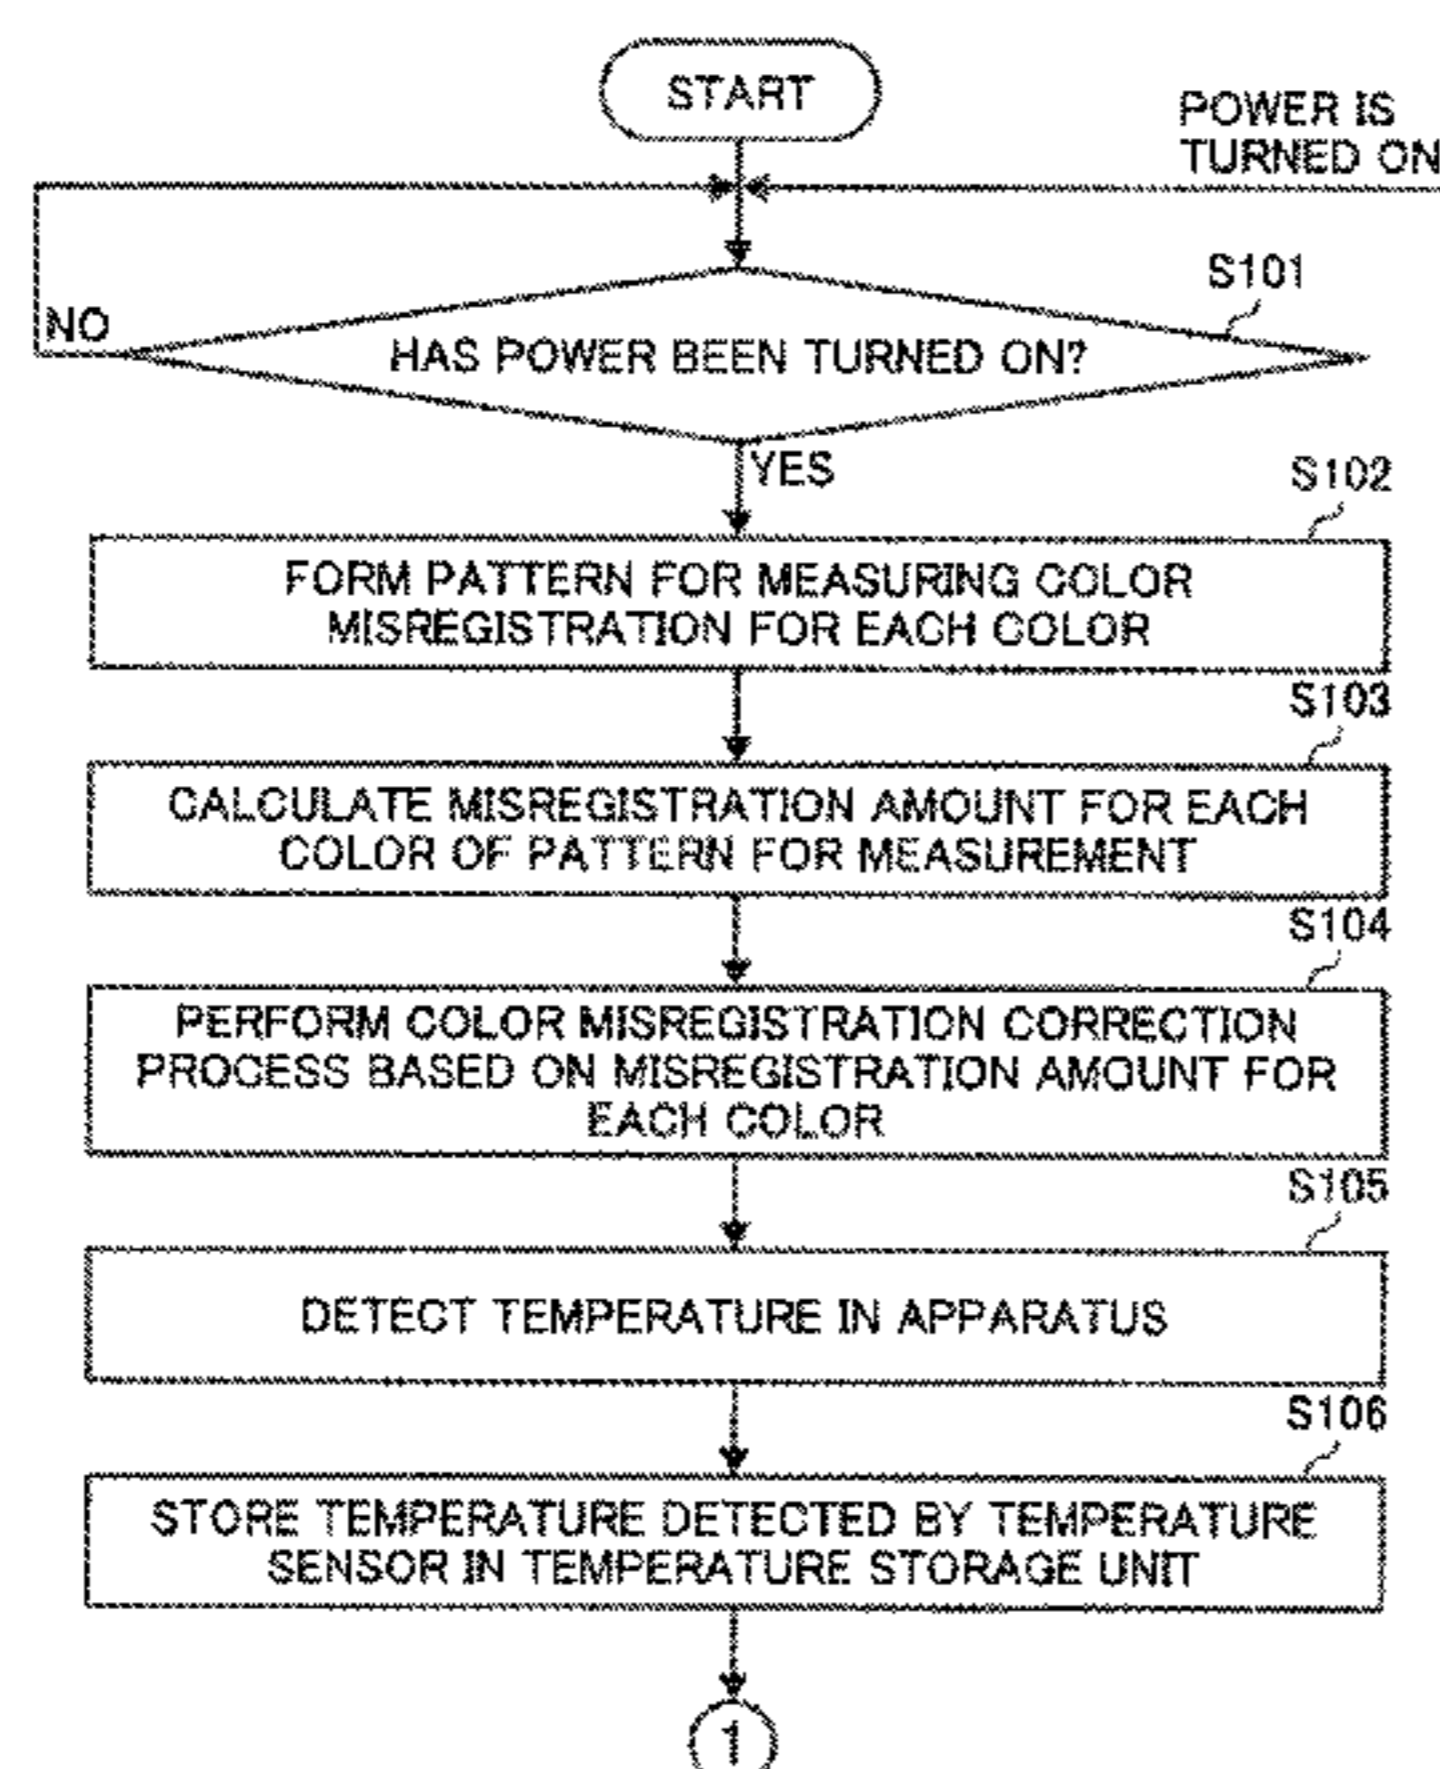 START
POWER IS
TURNED ON
S101
NO
HAS POWER BEEN TURNED ON?
YES
S102
FORM PATTERN FOR MEASURING COLOR
MISREGISTRATION FOR EACH COLOR
S103
CALCULATE MISREGISTRATION AMOUNT FOR EACH
COLOR OF PATTERN FOR MEASUREMENT
S104
PERFORM COLOR MISREGISTRATION CORRECTION
PROCESS BASED ON MISREGISTRATION AMOUNT FOR
EACH COLOR
S105
DETECT TEMPERATURE IN APPARATUS
S106
STORE TEMPERATURE DETECTED BY TEMPERATURE
SENSOR IN TEMPERATURE STORAGE UNIT
1